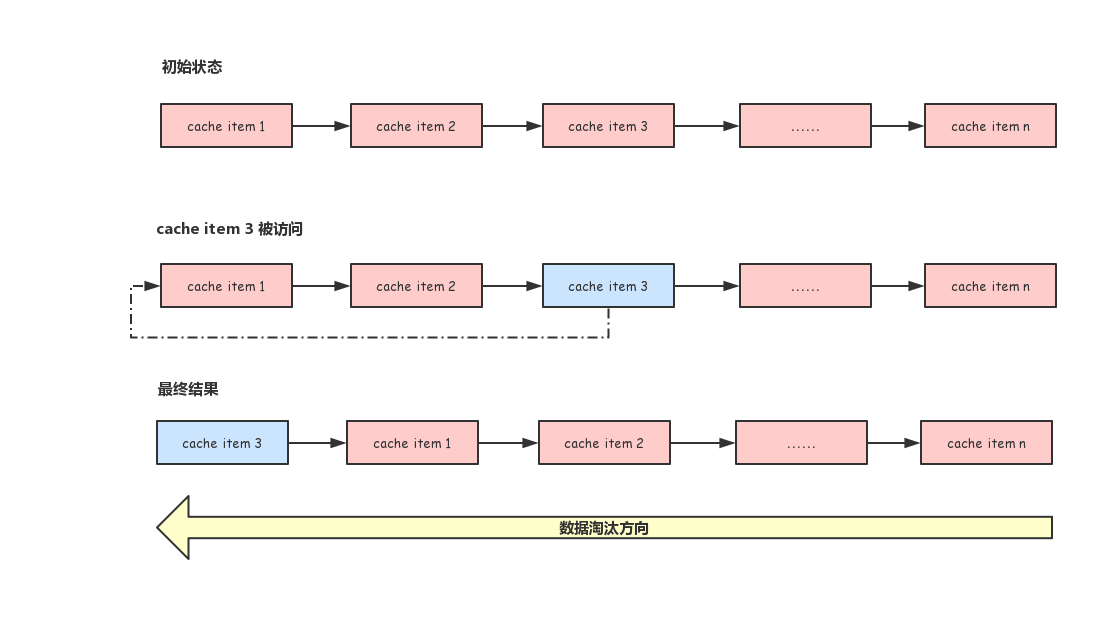 初始状态
cache item 1
cache item 2
cache item 3
......
cache item n
cache item 3 被访问
cache item 1
cache item 2
cache item 3
......
cache item n
最终结果
cache item 3
cache item 1
cache item 2
......
cache item n
数据淘汰方向